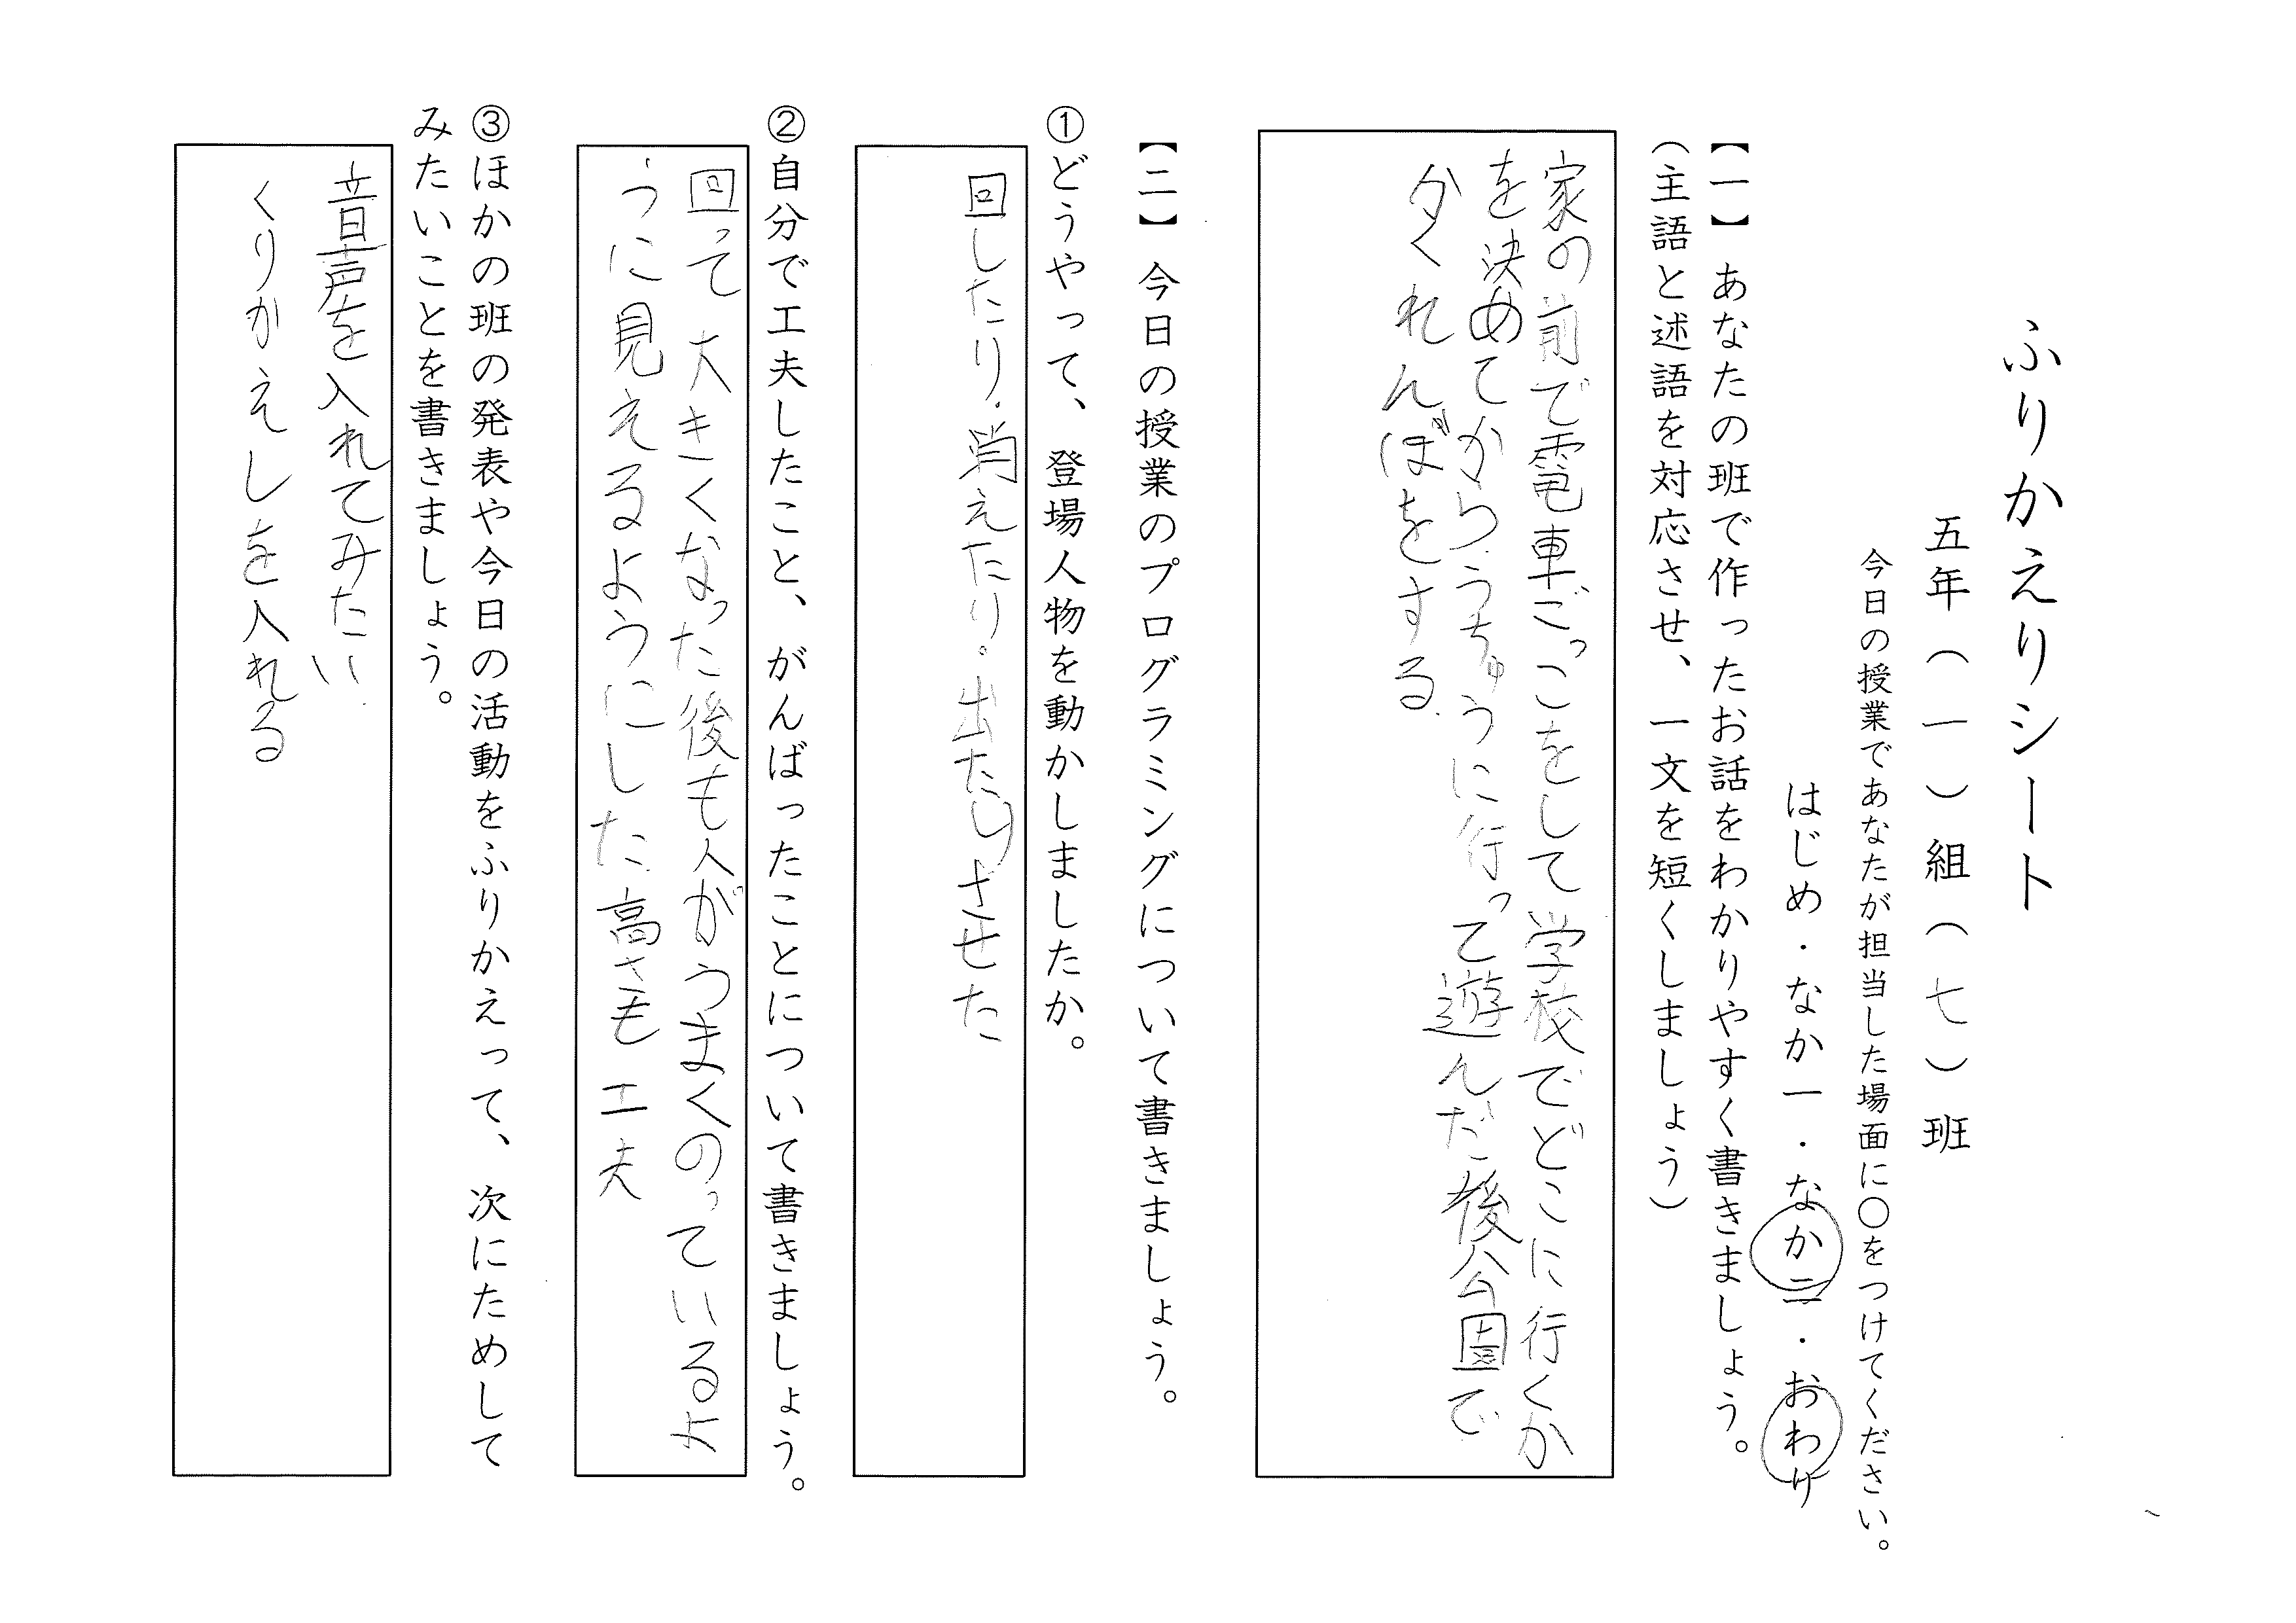 ふりかえりシート
五年（一）組（七）班
今日の授業であなたが担当した場面に〇をつけてください。
はじめ・なか一・なか二・おわり
【一】あなたの班で作ったお話をわかりやすく書きましょう。
（主語と述語を対応させ、一文を短くしましょう）
家の前で電車ごっこをして学校でどこに行くか
を決めてからうちゅうに行って遊んだ後公園で
かくれんぼをする.
【二】今日の授業のプログラミングについて書きましょう。
①どうやって、登場人物を動かしましたか。
回したり.消えたり。出たりさせた
②自分で工夫したこと、がんばったことについて書きましょう。
回って大きくなった後も人がうまくのっているよ
うに見えるようにした高さも工夫
③ほかの班の発表や今日の活動をふりかえって、次にためして
みたいことを書きましょう。
音声を入れてみたい.
くりかえしを入れる